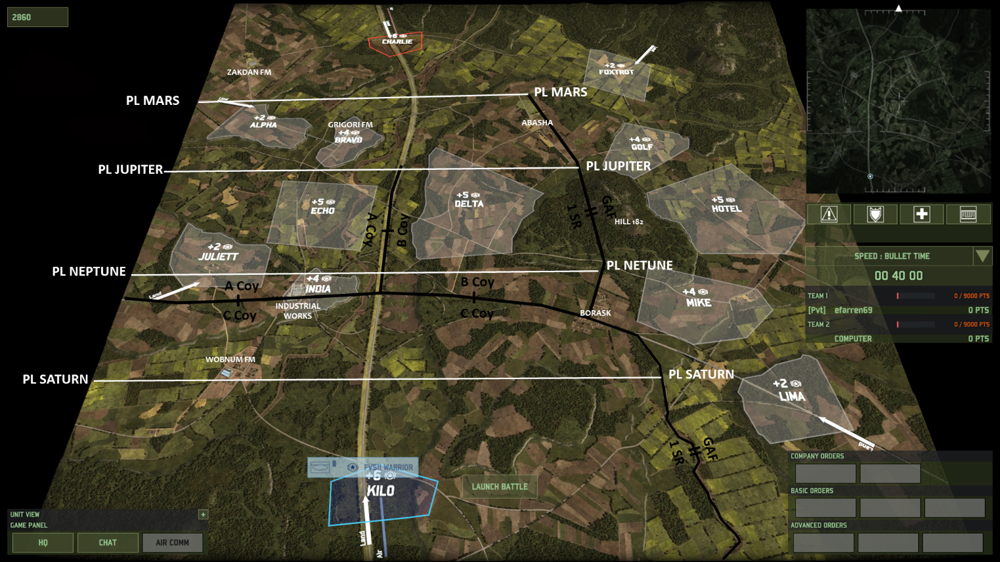 2860
+6
CHARLIE
+2
FOXTROT
ZAKDAN FM
PL MARS
PL MARS
Land
+2
ALPHA
GRIGORI FM
+4
BRAVO
ABASHA
+4
GOLF
PL JUPITER
PL JUPITER
+5
ECHO
+5
DELTA
+5
HOTEL
1 SR
GAF
HILL 182
A Coy
B Coy
+2
JULIETT
PL NEPTUNE
PL NETUNE
Land
A Coy
C Coy
+4
INDIA
INDUSTRIAL
WORKS
B Coy
C Coy
+4
MIKE
BORASK
WOBNUM FM
PL SATURN
PL SATURN
+2
LIMA
Land
1 SR
GAF
FV511 WARRIOR
+6
KILO
Land
Air
LAUNCH BATTLE
SPEED : BULLET TIME
00 40 00
TEAM 1
0 / 9000 PTS
[Pvt] efarren69
0 PTS
TEAM 2
0 / 9000 PTS
COMPUTER
0 PTS
COMPANY ORDERS
BASIC ORDERS
ADVANCED ORDERS
UNIT VIEW
+
GAME PANEL
HQ
CHAT
AIR COMM